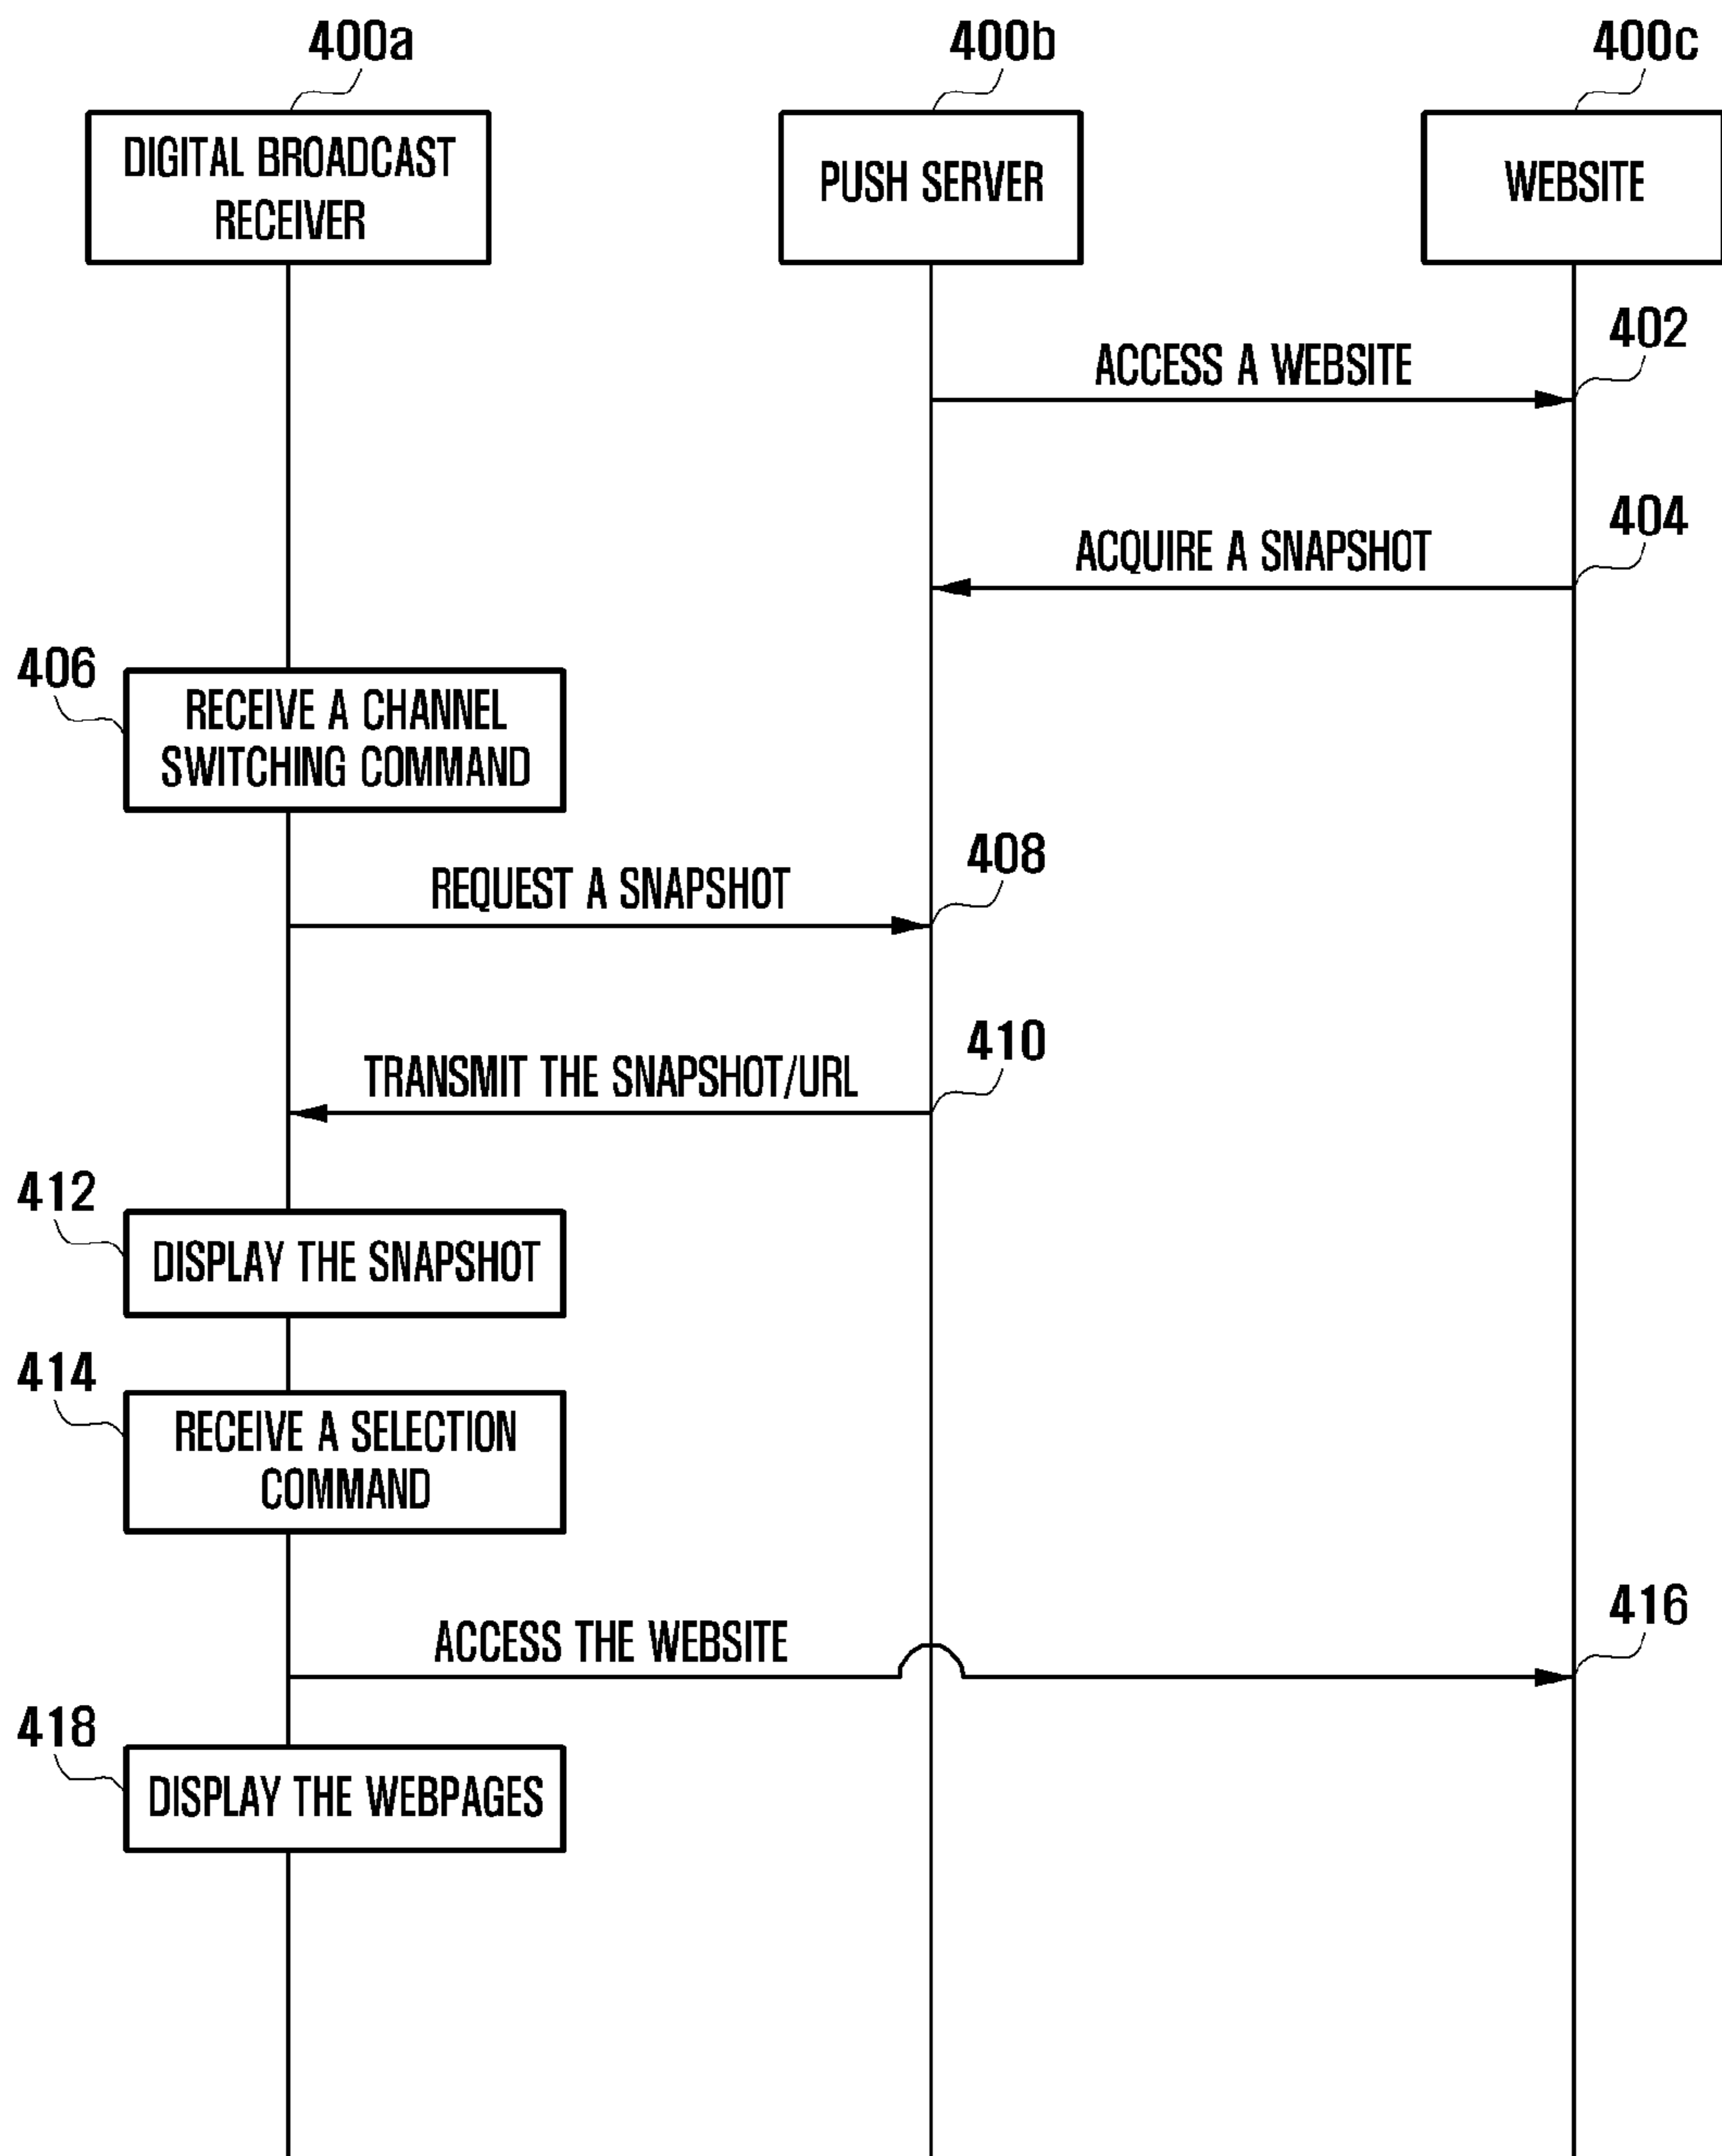 400a
400b
400c
DIGITAL BROADCAST
RECEIVER
PUSH SERVER
WEBSITE
402
ACCESS A WEBSITE
404
ACQUIRE A SNAPSHOT
406
RECEIVE A CHANNEL
SWITCHING COMMAND
408
REQUEST A SNAPSHOT
410
TRANSMIT THE SNAPSHOT/URL
412
DISPLAY THE SNAPSHOT
414
RECEIVE A SELECTION
COMMAND
416
ACCESS THE WEBSITE
418
DISPLAY THE WEBPAGES